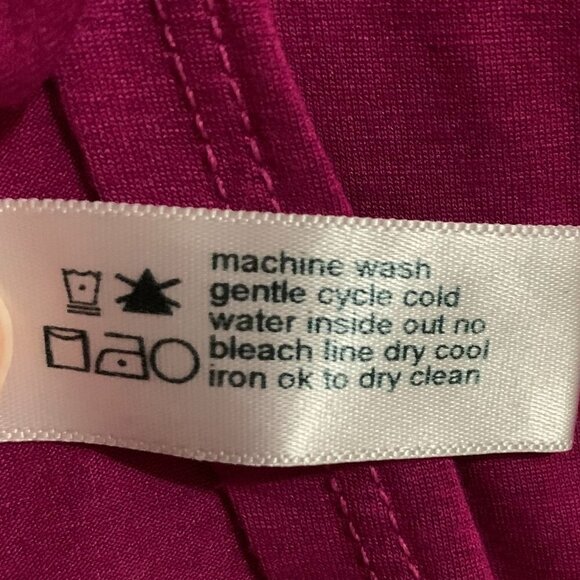 machine wash
gentle cycle cold
water inside out no
bleach line dry cool
iron ok to dry clean